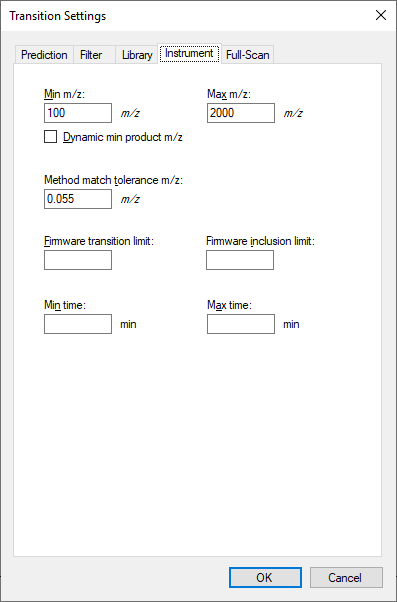 Transition Settings
Prediction Filter Library Instrument Full-Scan
Min m/z: Max m/z:
100 m/z 2000 m/z
Dynamic min product m/z
Method match tolerance m/z:
0.055 m/z
Firmware transition limit: Firmware inclusion limit:
Min time: Max time:
min min
OK Cancel